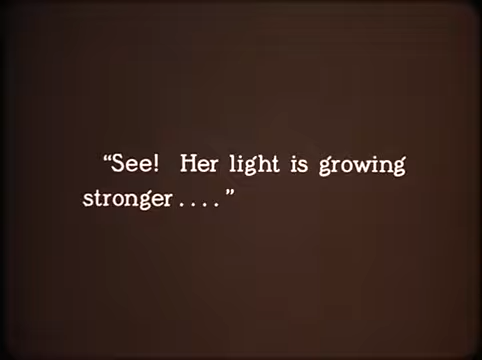 “See! Her light is growing
stronger . . . . ”